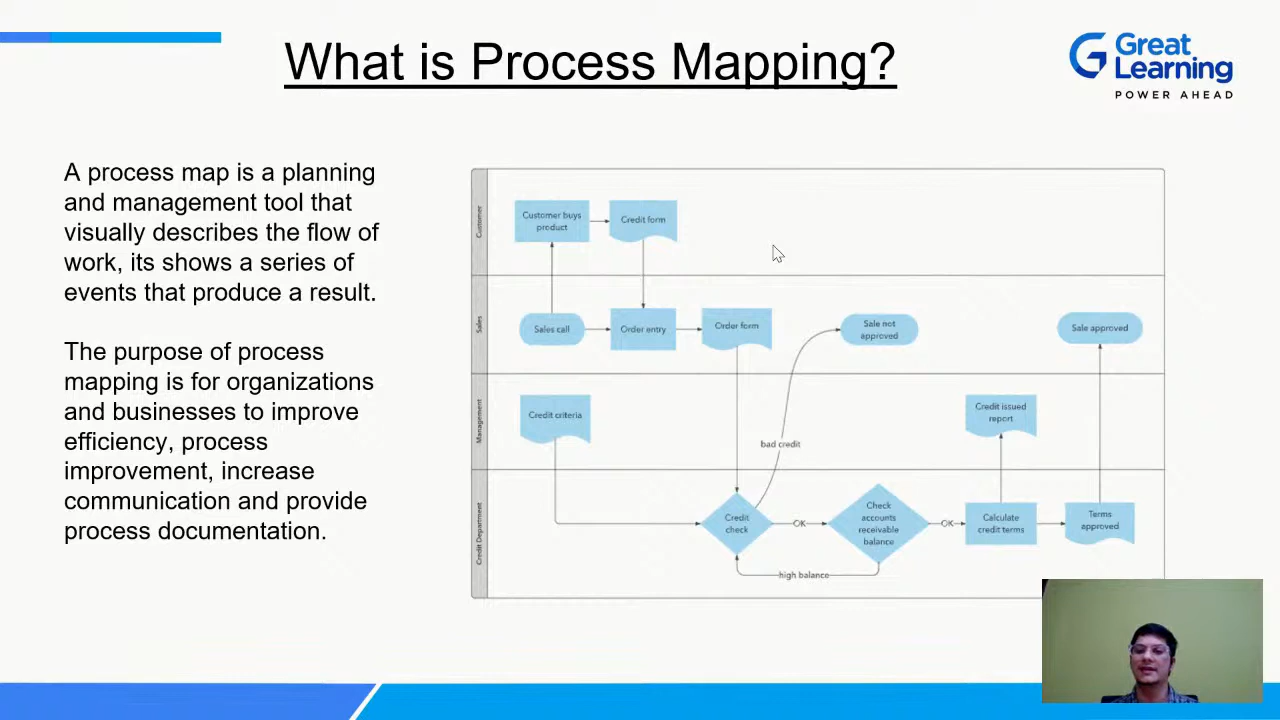 What is Process Mapping?
Great
Learning
POWER AHEAD
A process map is a planning
and management tool that
visually describes the flow of
work, its shows a series of
events that produce a result.
The purpose of process
mapping is for organizations
and businesses to improve
efficiency, process
improvement, increase
communication and provide
process documentation.
Customer
Customer buys
product
Credit form
Sales
Sales call
Order entry
Order form
Sale not
approved
Sale approved
Management
Credit criteria
bad credit
Credit issued
report
Credit Department
Credit
check
OK
Check
accounts
receivable
balance
OK
Calculate
credit terms
Terms
approved
high balance